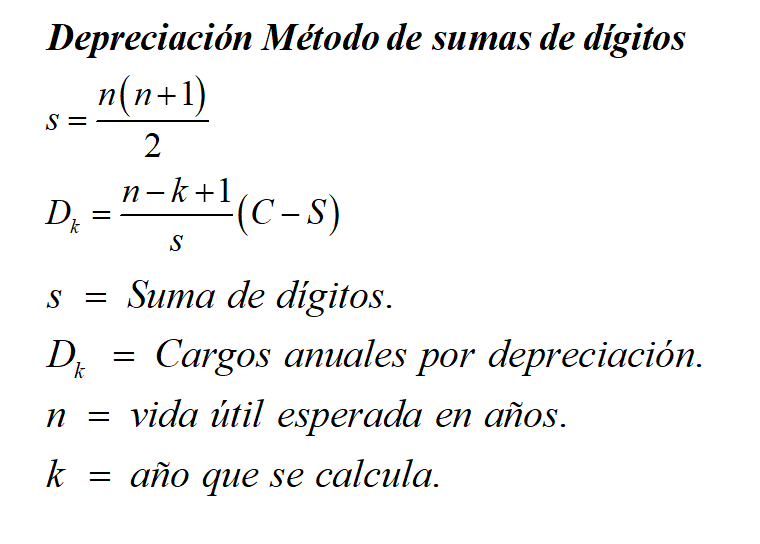 Depreciación Método de sumas de dígitos
s = n(n+1)/2
D_k = (n-k+1)/s (C-S)
s = Suma de dígitos.
D_k = Cargos anuales por depreciación.
n = vida útil esperada en años.
k = año que se calcula.